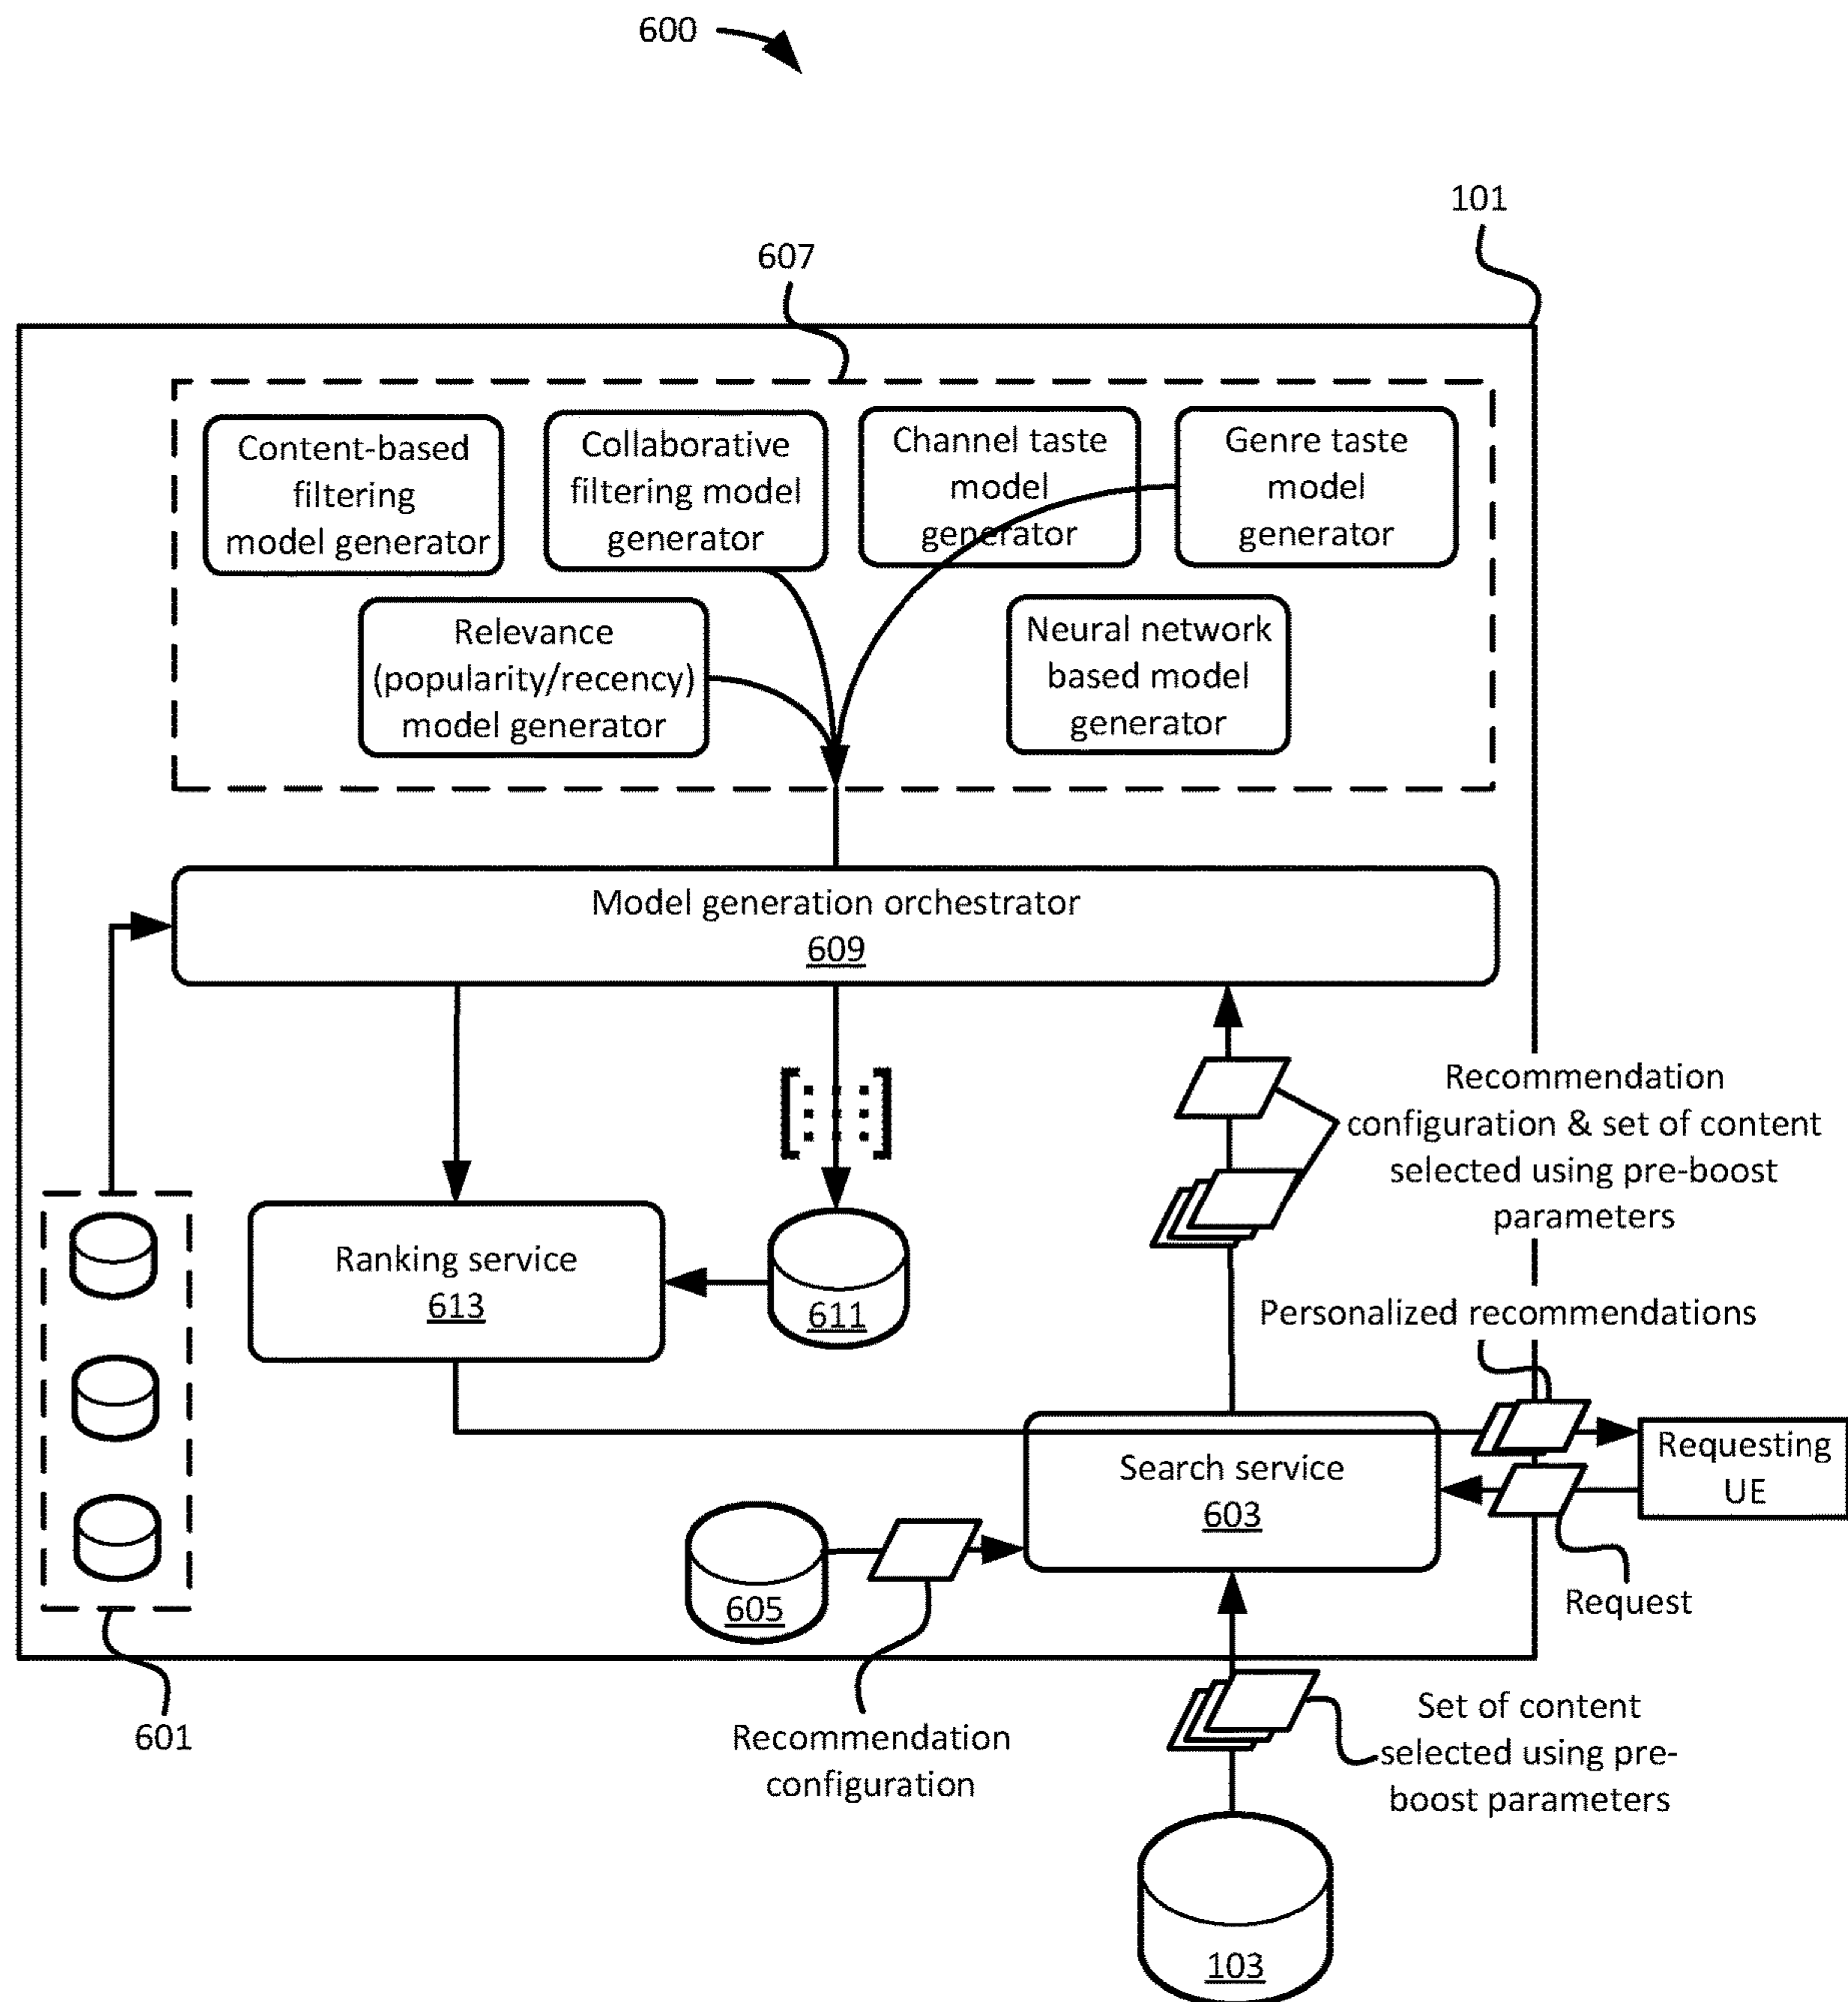 600
101
607
Content-based
filtering
model generator
Collaborative
filtering model
generator
Channel taste
model
generator
Genre taste
model
generator
Relevance
(popularity/recency)
model generator
Neural network
based model
generator
Model generation orchestrator
609
Recommendation
configuration & set of content
selected using pre-boost
parameters
Ranking service
613
611
Personalized recommendations
Search service
603
Requesting
UE
605
Request
601
Recommendation
configuration
Set of content
selected using pre-
boost parameters
103